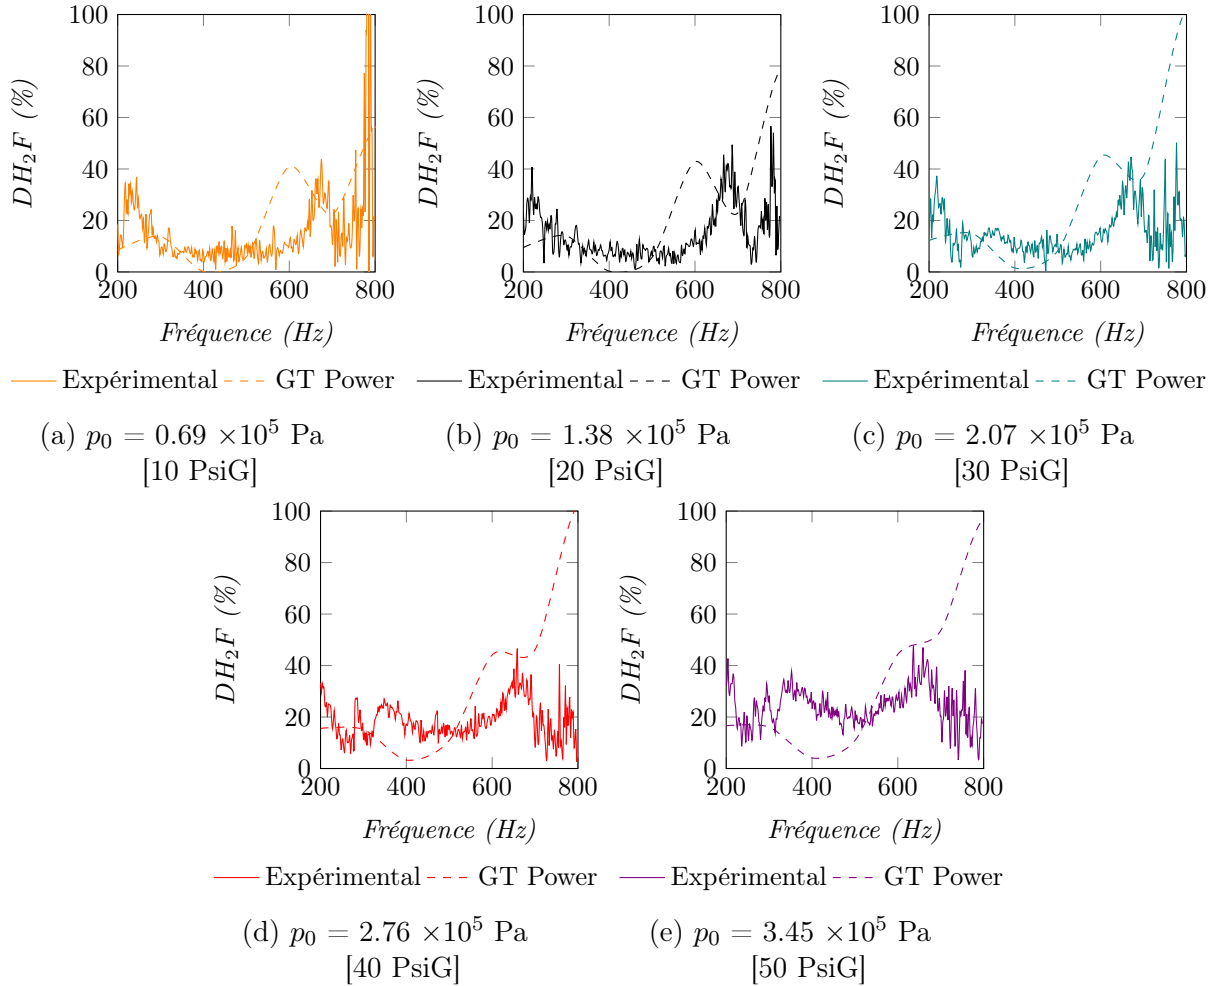 100
80
60
40
20
0
200
400
600
800
DH₂F (%)
Fréquence (Hz)
Expérimental
GT Power
(a) p₀ = 0.69 ×10⁵ Pa
[10 PsiG]
100
80
60
40
20
0
200
400
600
800
DH₂F (%)
Fréquence (Hz)
Expérimental
GT Power
(b) p₀ = 1.38 ×10⁵ Pa
[20 PsiG]
100
80
60
40
20
0
200
400
600
800
DH₂F (%)
Fréquence (Hz)
Expérimental
GT Power
(c) p₀ = 2.07 ×10⁵ Pa
[30 PsiG]
100
80
60
40
20
0
200
400
600
800
DH₂F (%)
Fréquence (Hz)
Expérimental
GT Power
(d) p₀ = 2.76 ×10⁵ Pa
[40 PsiG]
100
80
60
40
20
0
200
400
600
800
DH₂F (%)
Fréquence (Hz)
Expérimental
GT Power
(e) p₀ = 3.45 ×10⁵ Pa
[50 PsiG]